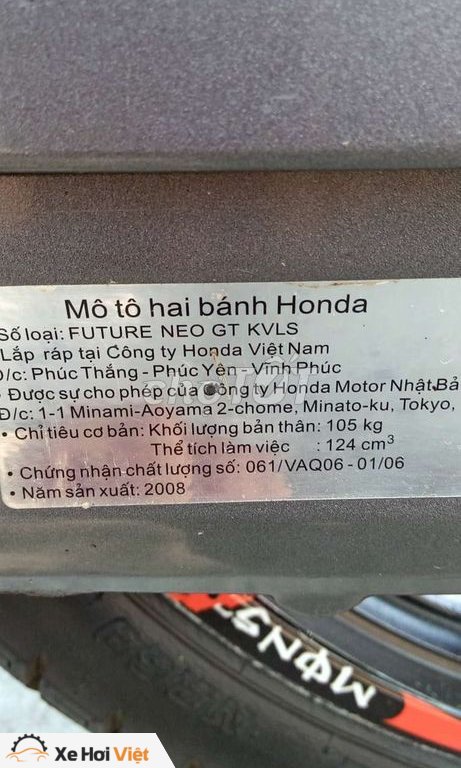 Mô tô hai bánh Honda
Số loại: FUTURE NEO GT KVLS
Lắp ráp tại Công ty Honda Việt Nam
Đ/c: Phúc Thắng - Phúc Yên - Vĩnh Phúc
Được sự cho phép của Công ty Honda Motor Nhật Bả
Đ/c: 1-1 Minami-Aoyama 2-chome, Minato-ku, Tokyo,
• Chỉ tiêu cơ bản: Khối lượng bản thân: 105 kg
Thể tích làm việc : 124 cm³
• Chứng nhận chất lượng số: 061/VAQ06 - 01/06
• Năm sản xuất: 2008
chợTỐT
MØNS
Xe Hơi Việt